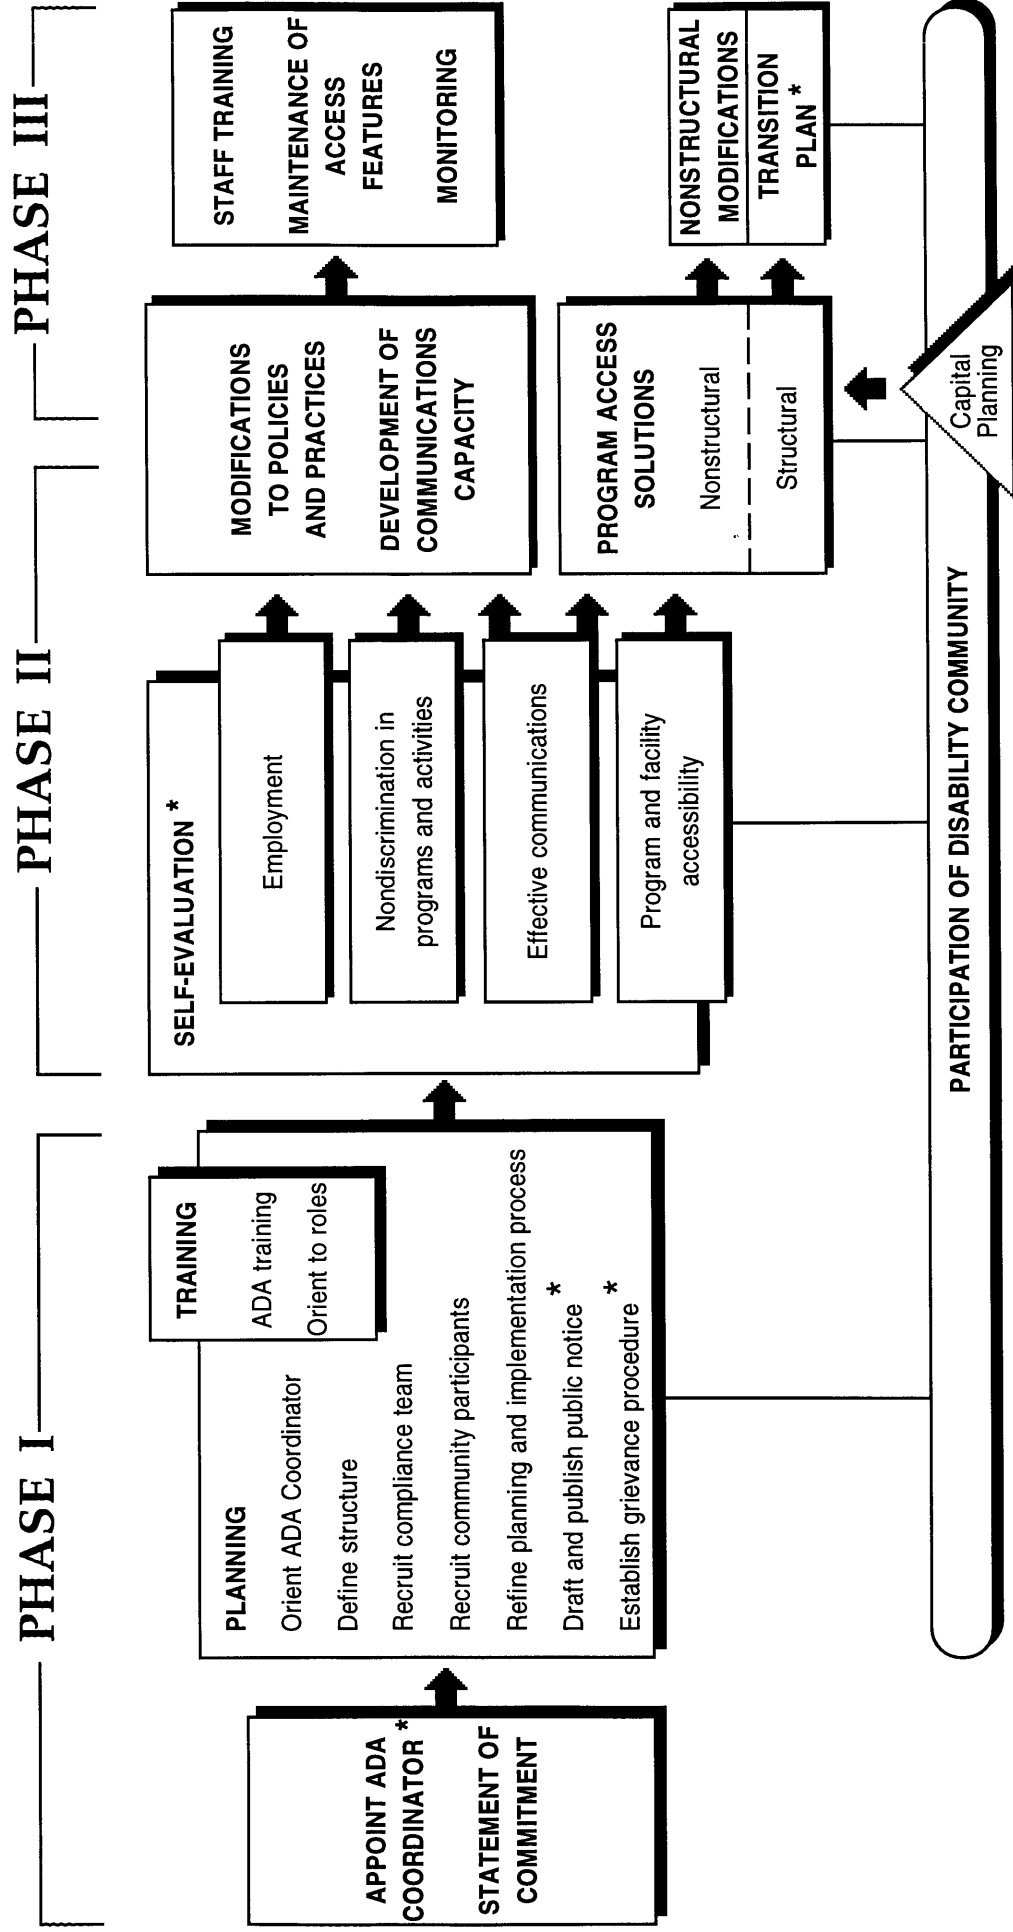 PHASE I
PHASE II
PHASE III
APPOINT ADA
COORDINATOR *
STATEMENT OF
COMMITMENT
PLANNING
Orient ADA Coordinator
Define structure
Recruit compliance team
Recruit community participants
Refine planning and implementation process
Draft and publish public notice *
Establish grievance procedure *
TRAINING
ADA training
Orient to roles
SELF-EVALUATION *
Employment
Nondiscrimination in
programs and activities
Effective communications
Program and facility
accessibility
MODIFICATIONS
TO POLICIES
AND PRACTICES
DEVELOPMENT OF
COMMUNICATIONS
CAPACITY
PROGRAM ACCESS
SOLUTIONS
Nonstructural
Structural
STAFF TRAINING
MAINTENANCE OF
ACCESS
FEATURES
MONITORING
NONSTRUCTURAL
MODIFICATIONS
TRANSITION
PLAN *
Capital
Planning
PARTICIPATION OF DISABILITY COMMUNITY